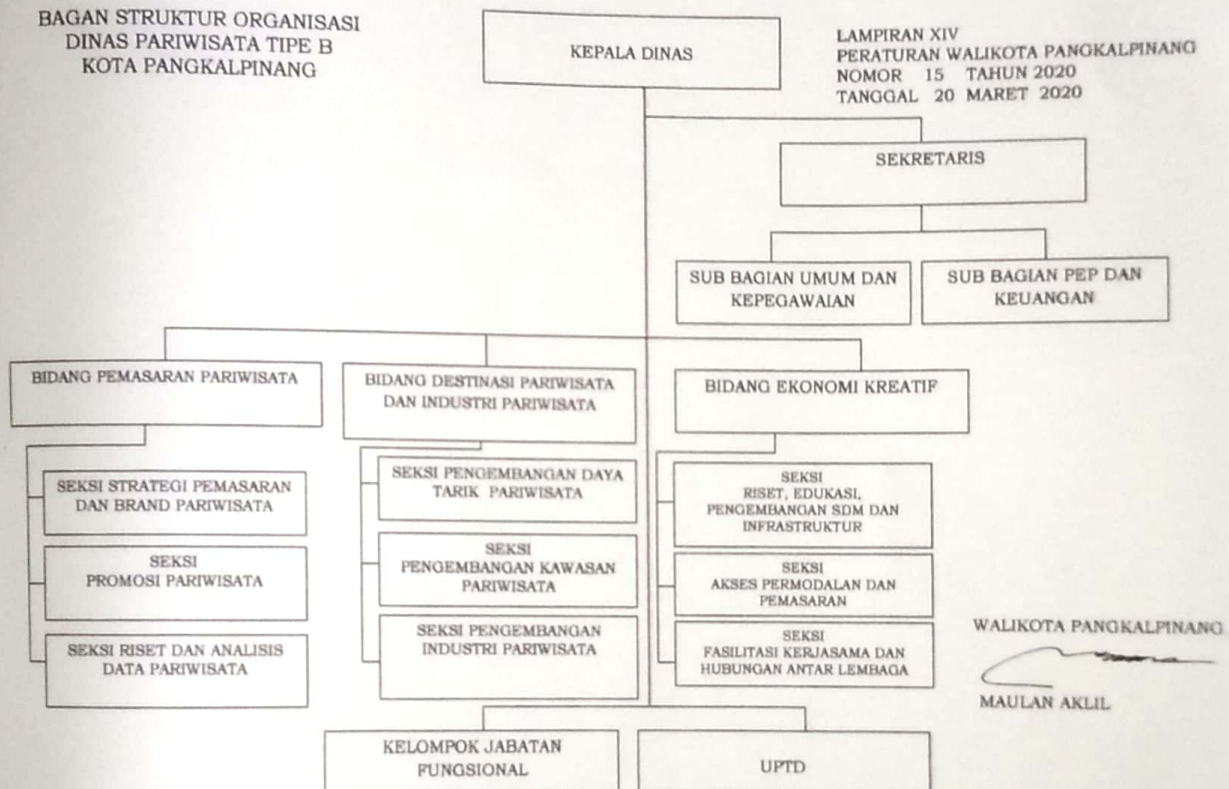 BAGAN STRUKTUR ORGANISASI
DINAS PARIWISATA TIPE B
KOTA PANGKALPINANG
KEPALA DINAS
LAMPIRAN XIV
PERATURAN WALIKOTA PANGKALPINANG
NOMOR 15 TAHUN 2020
TANGGAL 20 MARET 2020
SEKRETARIS
SUB BAGIAN UMUM DAN
KEPEGAWAIAN
SUB BAGIAN PEP DAN
KEUANGAN
BIDANG PEMASARAN PARIWISATA
BIDANG DESTINASI PARIWISATA
DAN INDUSTRI PARIWISATA
BIDANG EKONOMI KREATIF
SEKSI STRATEGI PEMASARAN
DAN BRAND PARIWISATA
SEKSI
PROMOSI PARIWISATA
SEKSI RISET DAN ANALISIS
DATA PARIWISATA
SEKSI PENGEMBANGAN DAYA
TARIK PARIWISATA
SEKSI
PENGEMBANGAN KAWASAN
PARIWISATA
SEKSI PENGEMBANGAN
INDUSTRI PARIWISATA
SEKSI
RISET, EDUKASI,
PENGEMBANGAN SDM DAN
INFRASTRUKTUR
SEKSI
AKSES PERMODALAN DAN
PEMASARAN
SEKSI
FASILITASI KERJASAMA DAN
HUBUNGAN ANTAR LEMBAGA
WALIKOTA PANGKALPINANG
MAULAN AKLIL
KELOMPOK JABATAN
FUNGSIONAL
UPTD